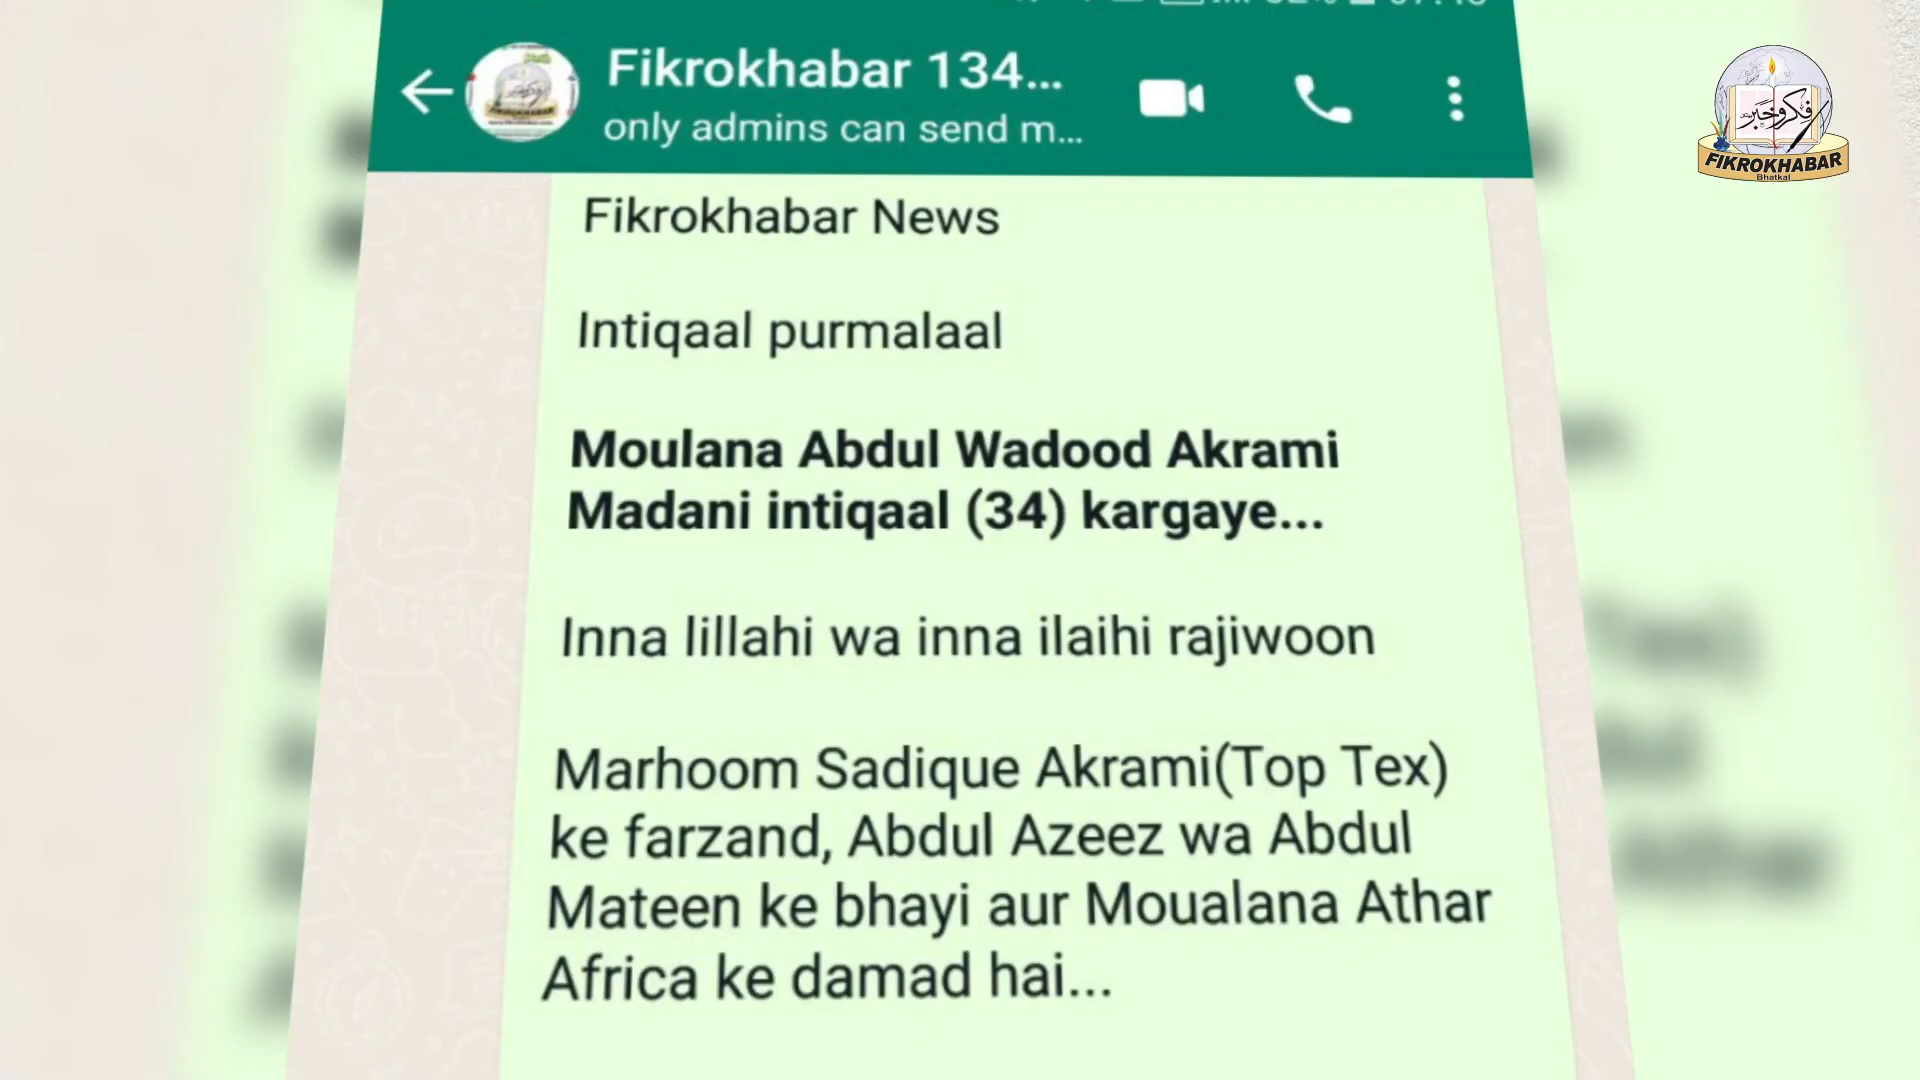 Fikrokhabar 134...
only admins can send m...
Fikrokhabar News
Intiqaal purmalaal
Moulana Abdul Wadood Akrami
Madani intiqaal (34) kargaye...
Inna lillahi wa inna ilaihi rajiwoon
Marhoom Sadique Akrami(Top Tex)
ke farzand, Abdul Azeez wa Abdul
Mateen ke bhayi aur Moualana Athar
Africa ke damad hai...
فکروخبر
FIKROKHABAR
Bhatkal